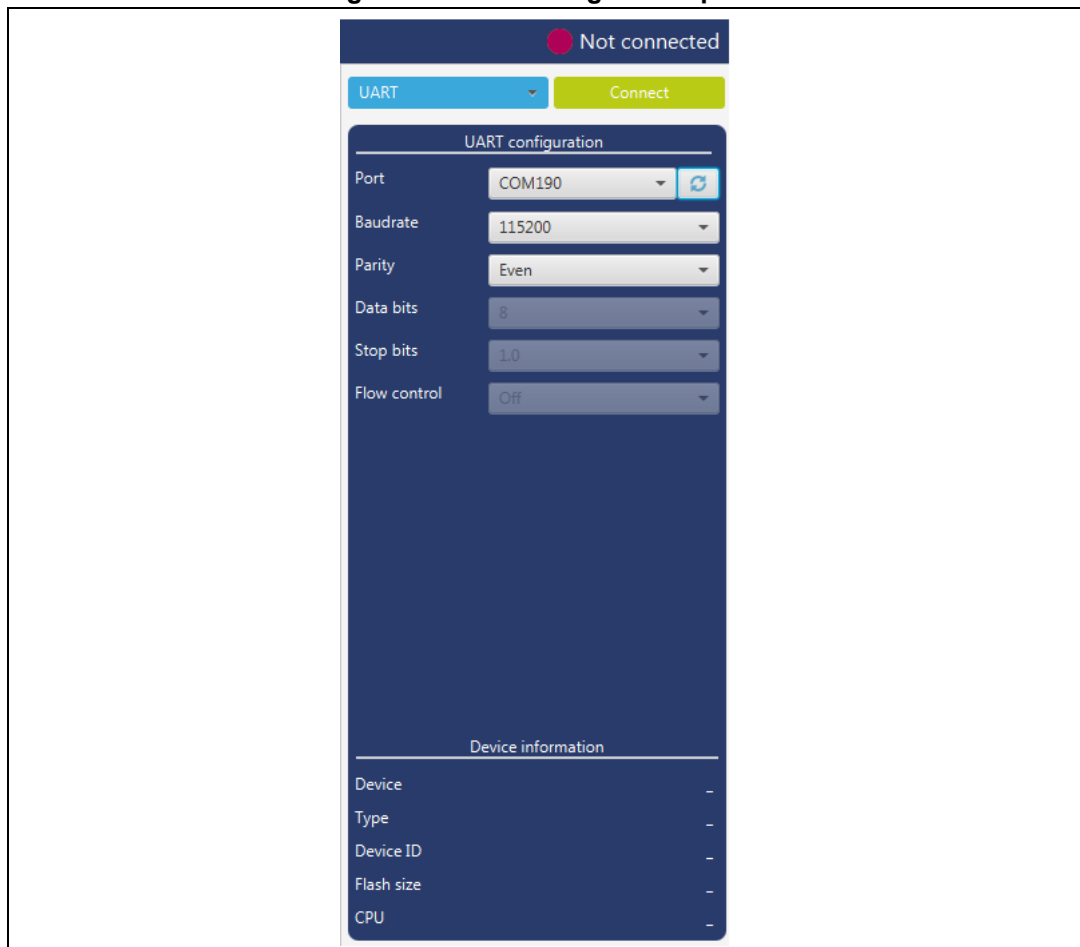 Not connected
UART Connect
UART configuration
Port COM190
Baudrate 115200
Parity Even
Data bits 8
Stop bits 1.0
Flow control Off
Device information
Device -
Type -
Device ID -
Flash size -
CPU -